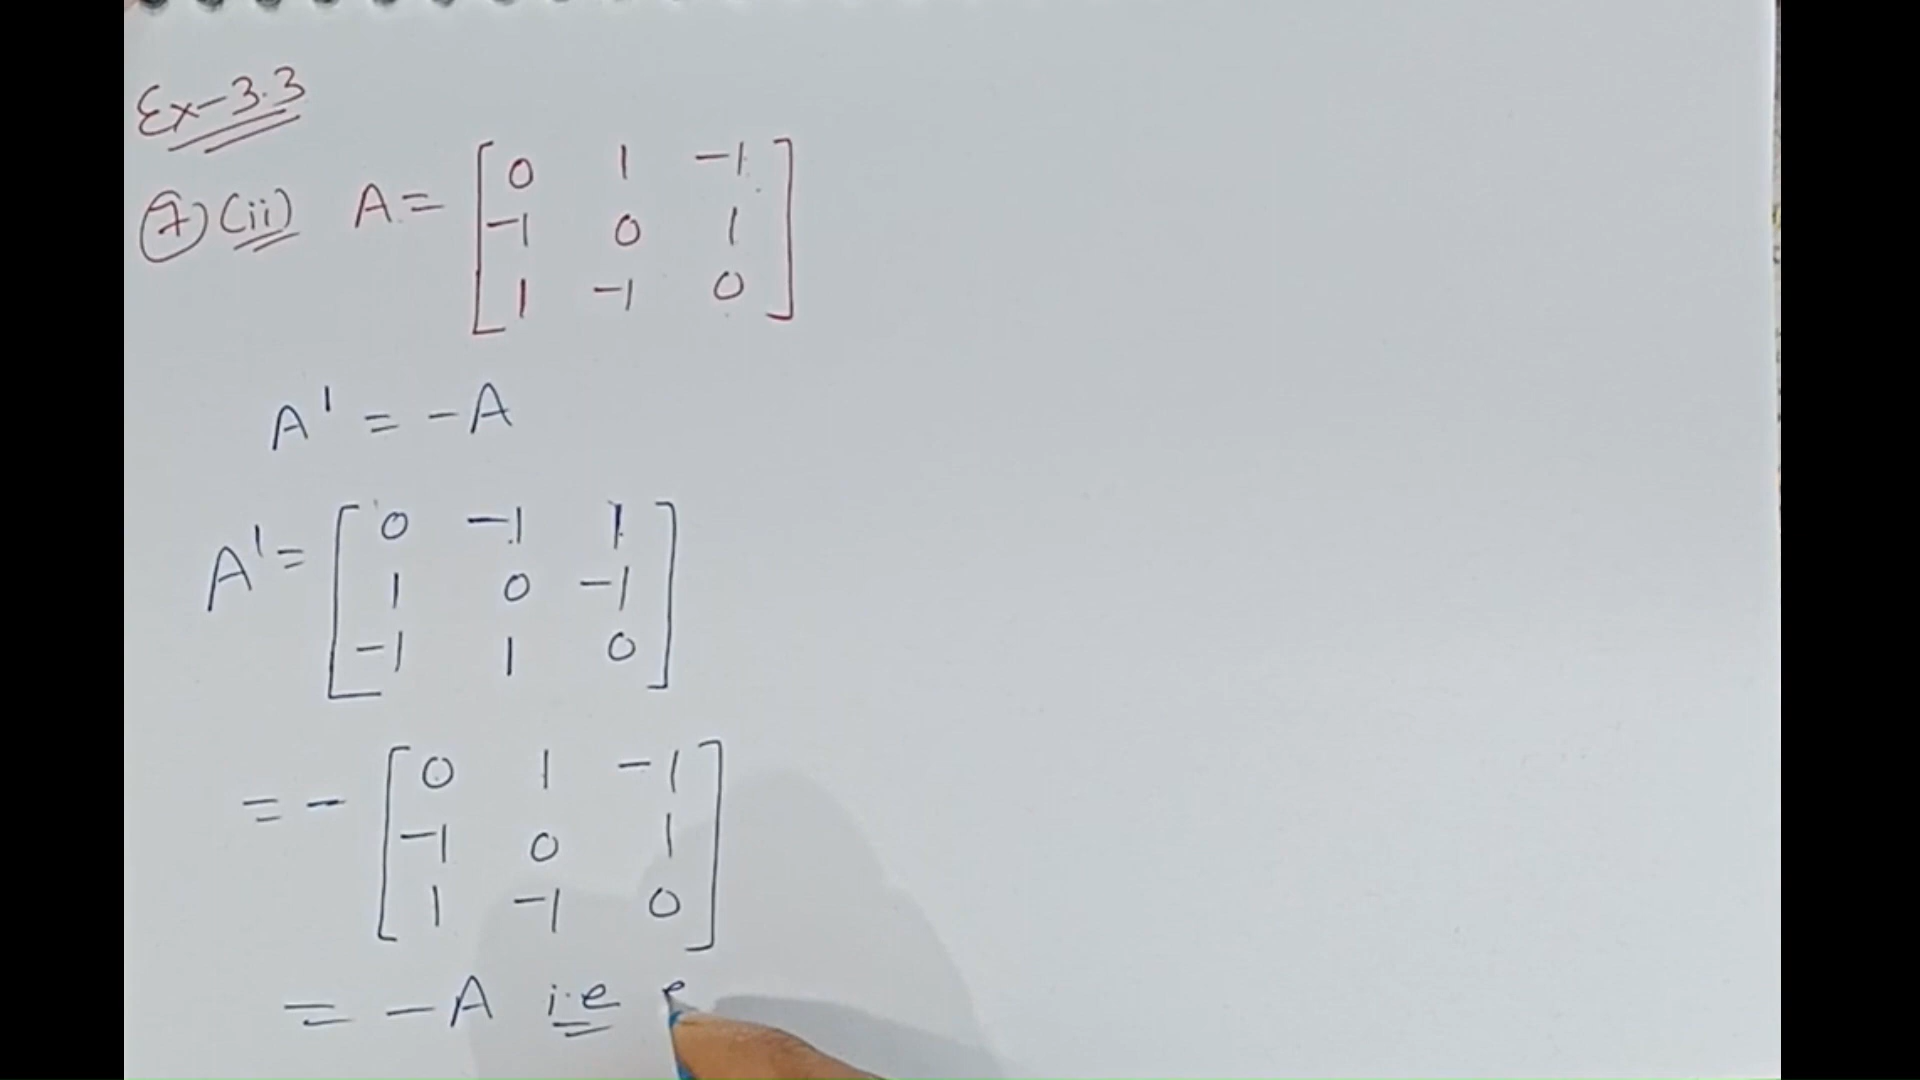 Ex-3.3
(7) (ii) A = [0 1 -1
-1 0 1
1 -1 0]
A' = -A
A' = [0 -1 1
1 0 -1
-1 1 0]
= - [0 1 -1
-1 0 1
1 -1 0]
= -A i.e